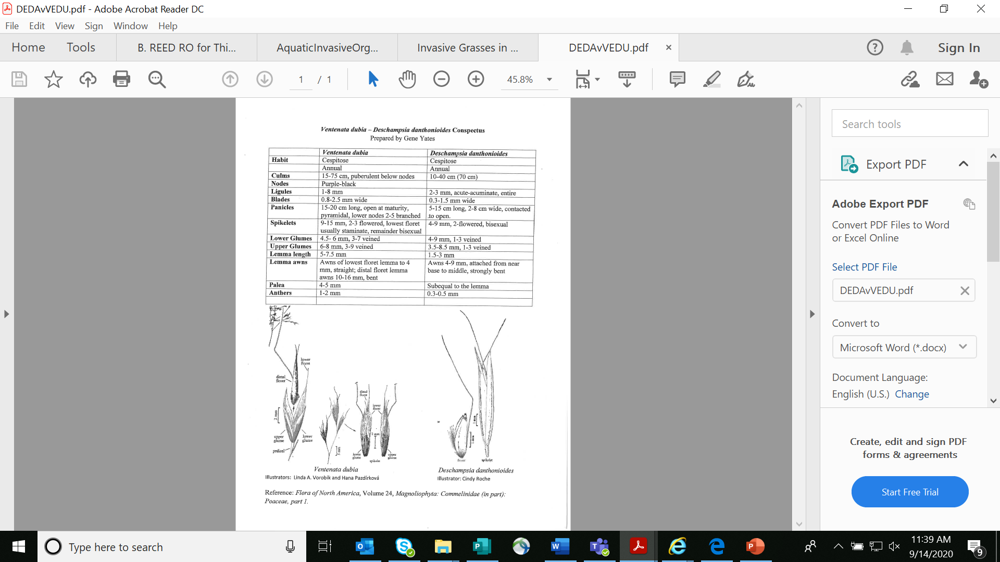 DEDAvVEDU.pdf - Adobe Acrobat Reader DC
File Edit View Sign Window Help
Home Tools B. REED RO for Thi... AquaticInvasiveOrg... Invasive Grasses in ... DEDAvVEDU.pdf Sign In
1 / 1 45.8%
Ventenata dubia – Deschampsia danthonioides Conspectus
Prepared by Gene Yates
Ventenata dubia Deschampsia danthonioides
Habit Cespitose Cespitose
Annual Annual
Culms 15-75 cm, puberulent below nodes 10-40 cm (70 cm)
Nodes Purple-black
Ligules 1-8 mm 2-3 mm, acute-acuminate, entire
Blades 0.8-2.5 mm wide 0.3-1.5 mm wide
Panicles 15-20 cm long, open at maturity, 5-15 cm long, 2-8 cm wide, contacted
pyramidal, lower nodes 2-5 branched to open.
Spikelets 9-15 mm, 2-3 flowered, lowest floret 4-9 mm, 2-flowered, bisexual
usually staminate, remainder bisexual
Lower Glumes 4.5- 6 mm, 3-7 veined 4-9 mm, 1-3 veined
Upper Glumes 6-8 mm, 3-9 veined 3.5-8.5 mm, 1-3 veined
Lemma length 5-7.5 mm 1.5-3 mm
Lemma awns Awns of lowest floret lemma to 4 Awns 4-9 mm, attached from near
mm, straight; distal floret lemma base to middle, strongly bent
awns 10-16 mm, bent
Palea 4-5 mm Subequal to the lemma
Anthers 1-2 mm 0.3-0.5 mm
lower
flores
distal
florer
2 mm
upper
glume
lower
glume
pedicel
5 mm
distal
floret
lower
floret
2 mm
lower
glume
upper
glume
spikelet
1 mm
1 mm
floret
spikelet
Ventenata dubia
Illustrators: Linda A. Vorobik and Hana Pazdírková
Deschampsia danthonioides
Illustrator: Cindy Roche
Reference: Flora of North America, Volume 24, Magnoliophyta: Commelinidae (in part):
Poaceae, part 1.
Search tools
Export PDF
Adobe Export PDF
Convert PDF Files to Word
or Excel Online
Select PDF File
DEDAvVEDU.pdf
Convert to
Microsoft Word (*.docx)
Document Language:
English (U.S.) Change
Create, edit and sign PDF
forms & agreements
Start Free Trial
Type here to search
11:39 AM
9/14/2020
9